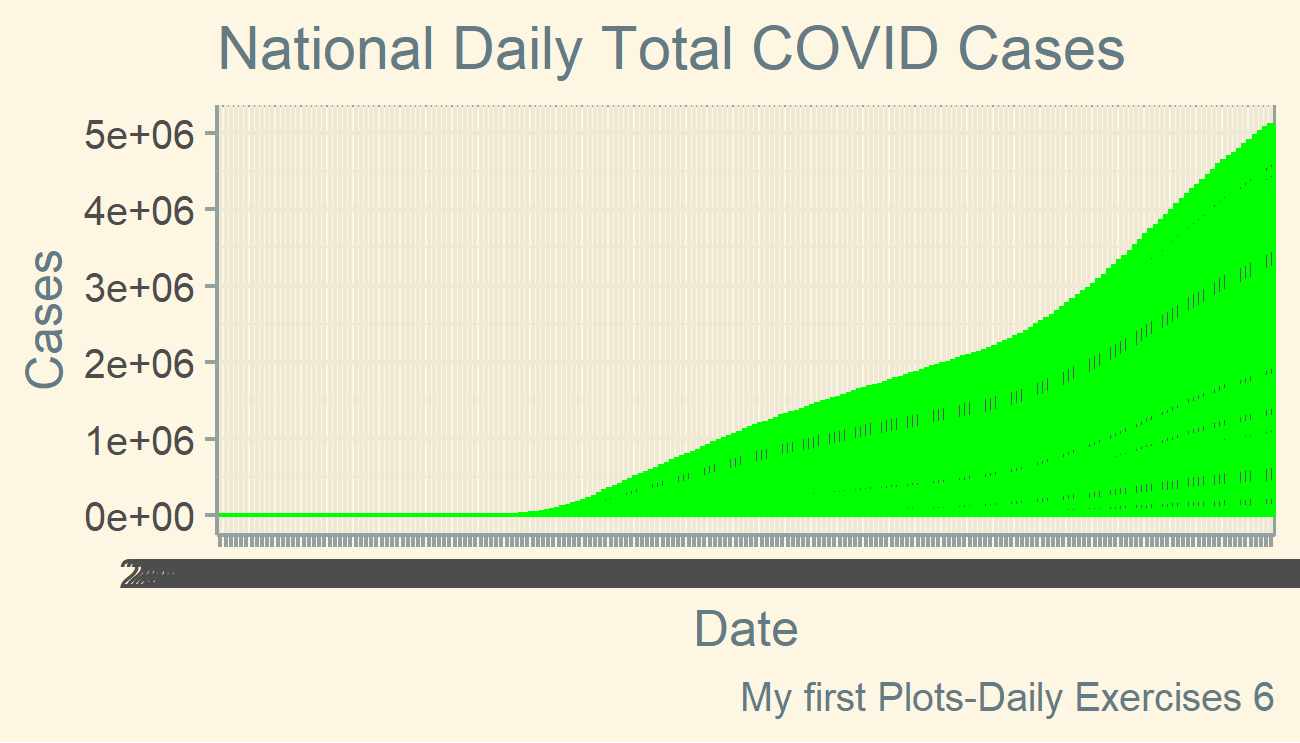 National Daily Total COVID Cases
5e+06
4e+06
3e+06
2e+06
1e+06
0e+00
Cases
Date
My first Plots-Daily Exercises 6